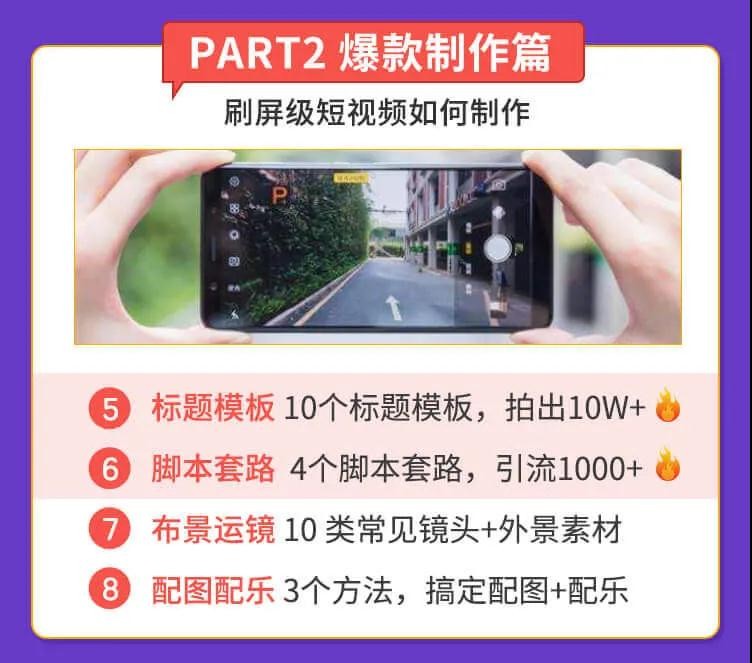 PART2 爆款制作篇
刷屏级短视频如何制作
P
5 标题模板 10个标题模板，拍出10W+
6 脚本套路 4个脚本套路，引流1000+
7 布景运镜 10 类常见镜头+外景素材
8 配图配乐 3个方法，搞定配图+配乐